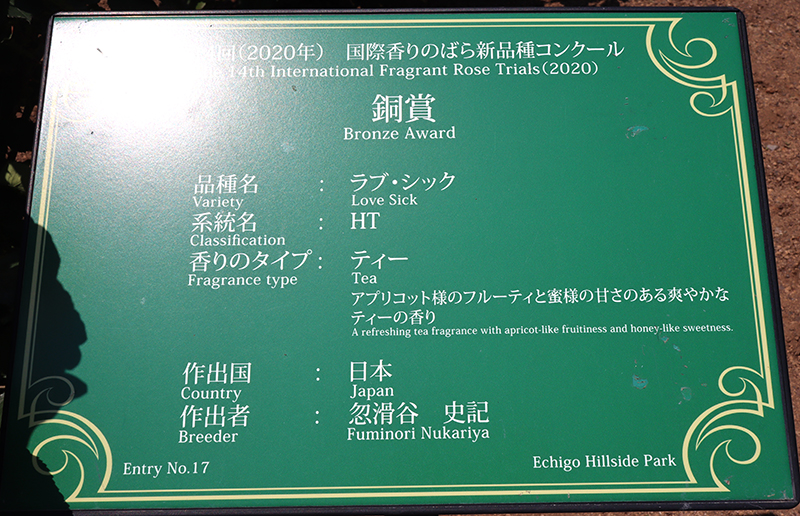 回(2020年) 国際香りのばら新品種コンクール
14th International Fragrant Rose Trials(2020)
銅賞
Bronze Award
品種名 : ラブ・シック
Variety Love Sick
系統名 : HT
Classification
香りのタイプ : ティー
Fragrance type Tea
アプリコット様のフルーティと蜜様の甘さのある爽やかな
ティーの香り
A refreshing tea fragrance with apricot-like fruitiness and honey-like sweetness.
作出国 : 日本
Country Japan
作出者 : 忽滑谷 史記
Breeder Fuminori Nukariya
Entry No.17 Echigo Hillside Park